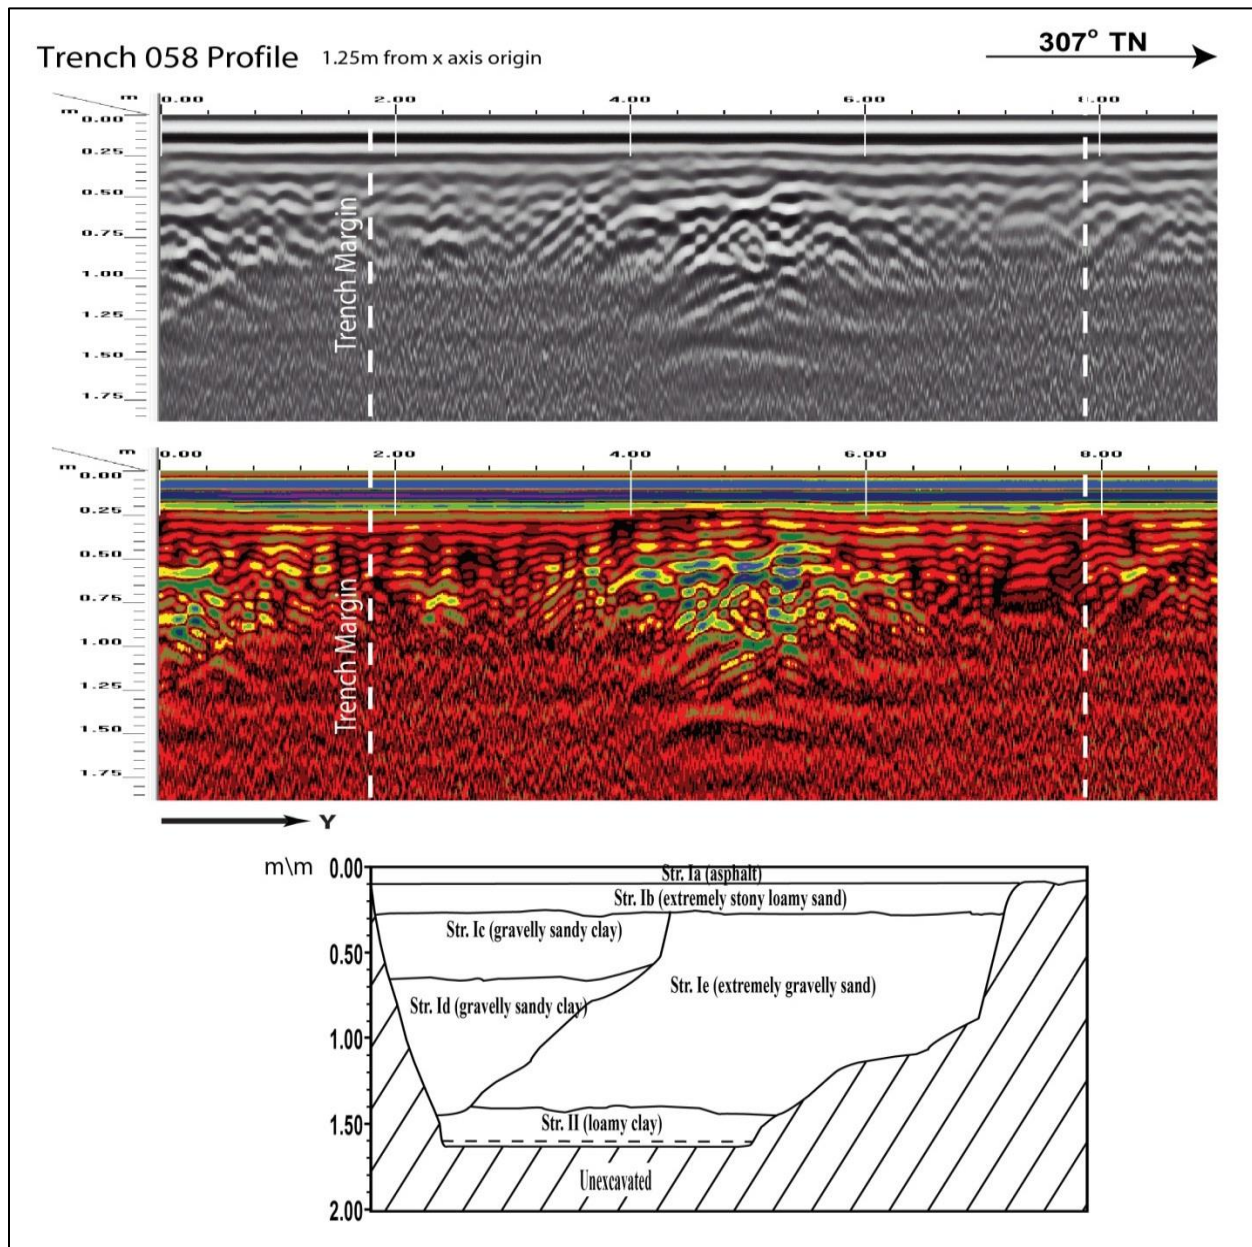 Trench 058 Profile 1.25m from x axis origin
307° TN
m 0.00 2.00 4.00 6.00 8.00
m
0.00
0.25
0.50
0.75
1.00
1.25
1.50
1.75
Trench Margin
m 0.00 2.00 4.00 6.00 8.00
m
0.00
0.25
0.50
0.75
1.00
1.25
1.50
1.75
Trench Margin
Y
m\m
0.00
0.50
1.00
1.50
2.00
Str. Ia (asphalt)
Str. Ib (extremely stony loamy sand)
Str. Ic (gravelly sandy clay)
Str. Id (gravelly sandy clay)
Str. Ie (extremely gravelly sand)
Str. II (loamy clay)
Unexcavated